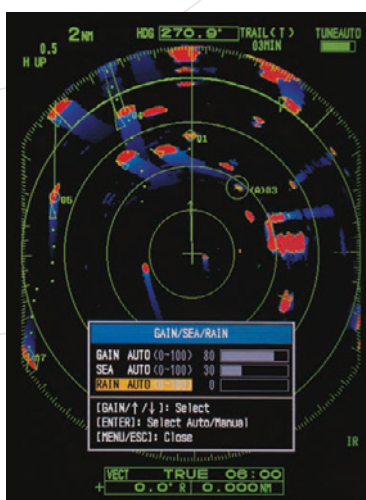 2NM
HDG 270.9°
TRAIL(T)
03MIN
TUNEAUTO
0.5
H UP
04
01
(A)03
05
07
GAIN/SEA/RAIN
GAIN AUTO(0-100) 80
SEA AUTO(0-100) 30
RAIN AUTO(0-100) 0
[GAIN/↑/↓]: Select
[ENTER]: Select Auto/Manual
[MENU/ESC]: Close
IR
VECT TRUE 06:00
+ 0.0° R 0.000NM